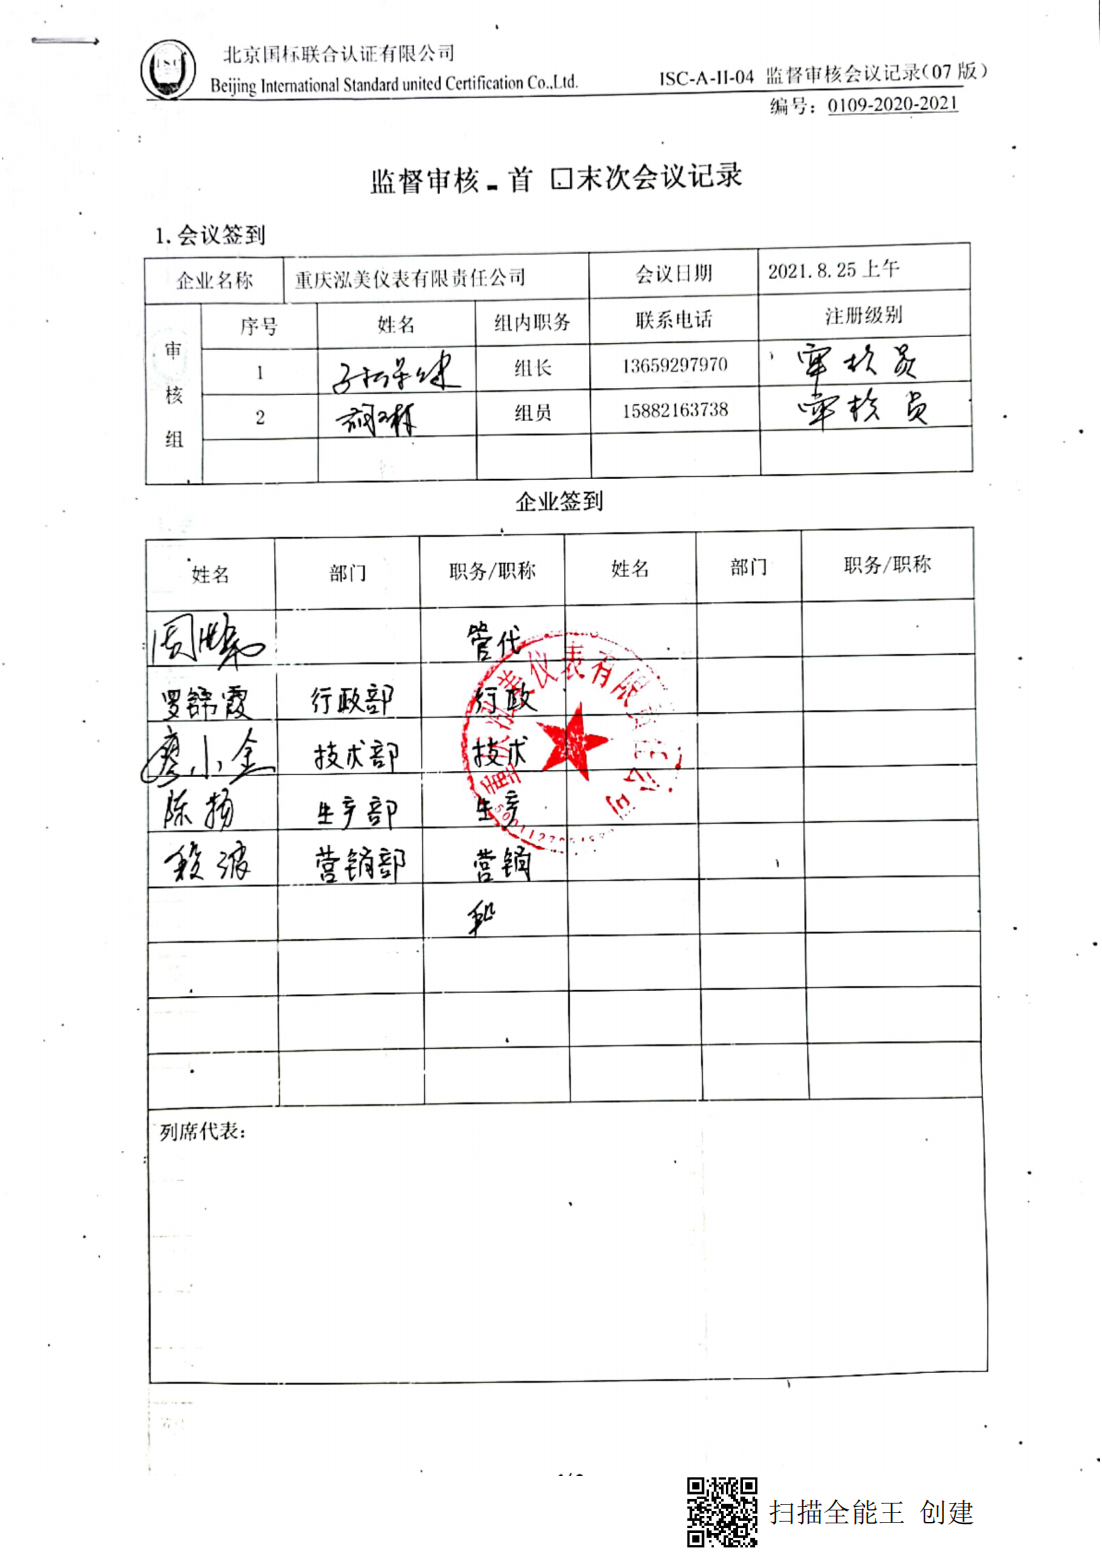 北京国标联合认证有限公司
Beijing International Standard united Certification Co.,Ltd.
ISC-A-II-04 监督审核会议记录(07 版)
编号: 0109-2020-2021
监督审核 首 □末次会议记录
1. 会议签到
企业名称 重庆泓美仪表有限责任公司 会议日期 2021.8.25 上午
审核组 序号 姓名 组内职务 联系电话 注册级别
1 组长 13659297970 审核员
2 组员 15882163738 审核员
企业签到
姓名 部门 职务/职称 姓名 部门 职务/职称
管代
罗锦霞 行政部 行政
廖小金 技术部 技术
陈扬 生产部 生产
段波 营销部 营销
列席代表:
扫描全能王 创建